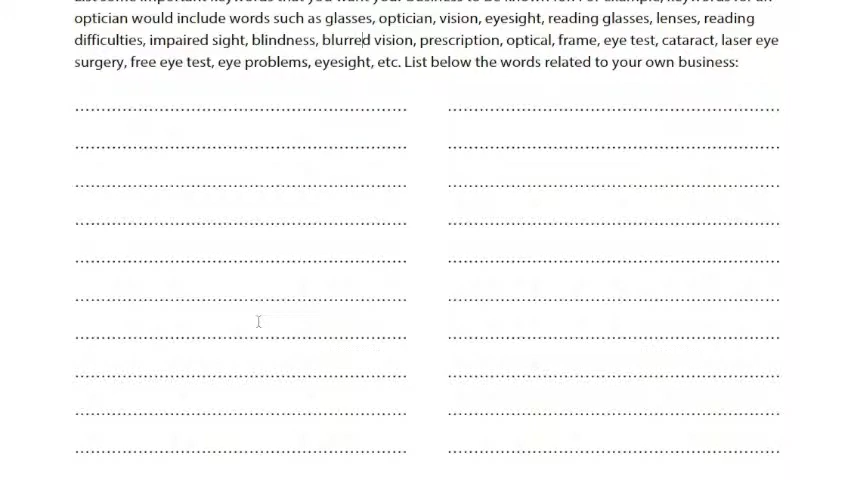 optician would include words such as glasses, optician, vision, eyesight, reading glasses, lenses, reading
difficulties, impaired sight, blindness, blurred vision, prescription, optical, frame, eye test, cataract, laser eye
surgery, free eye test, eye problems, eyesight, etc. List below the words related to your own business: